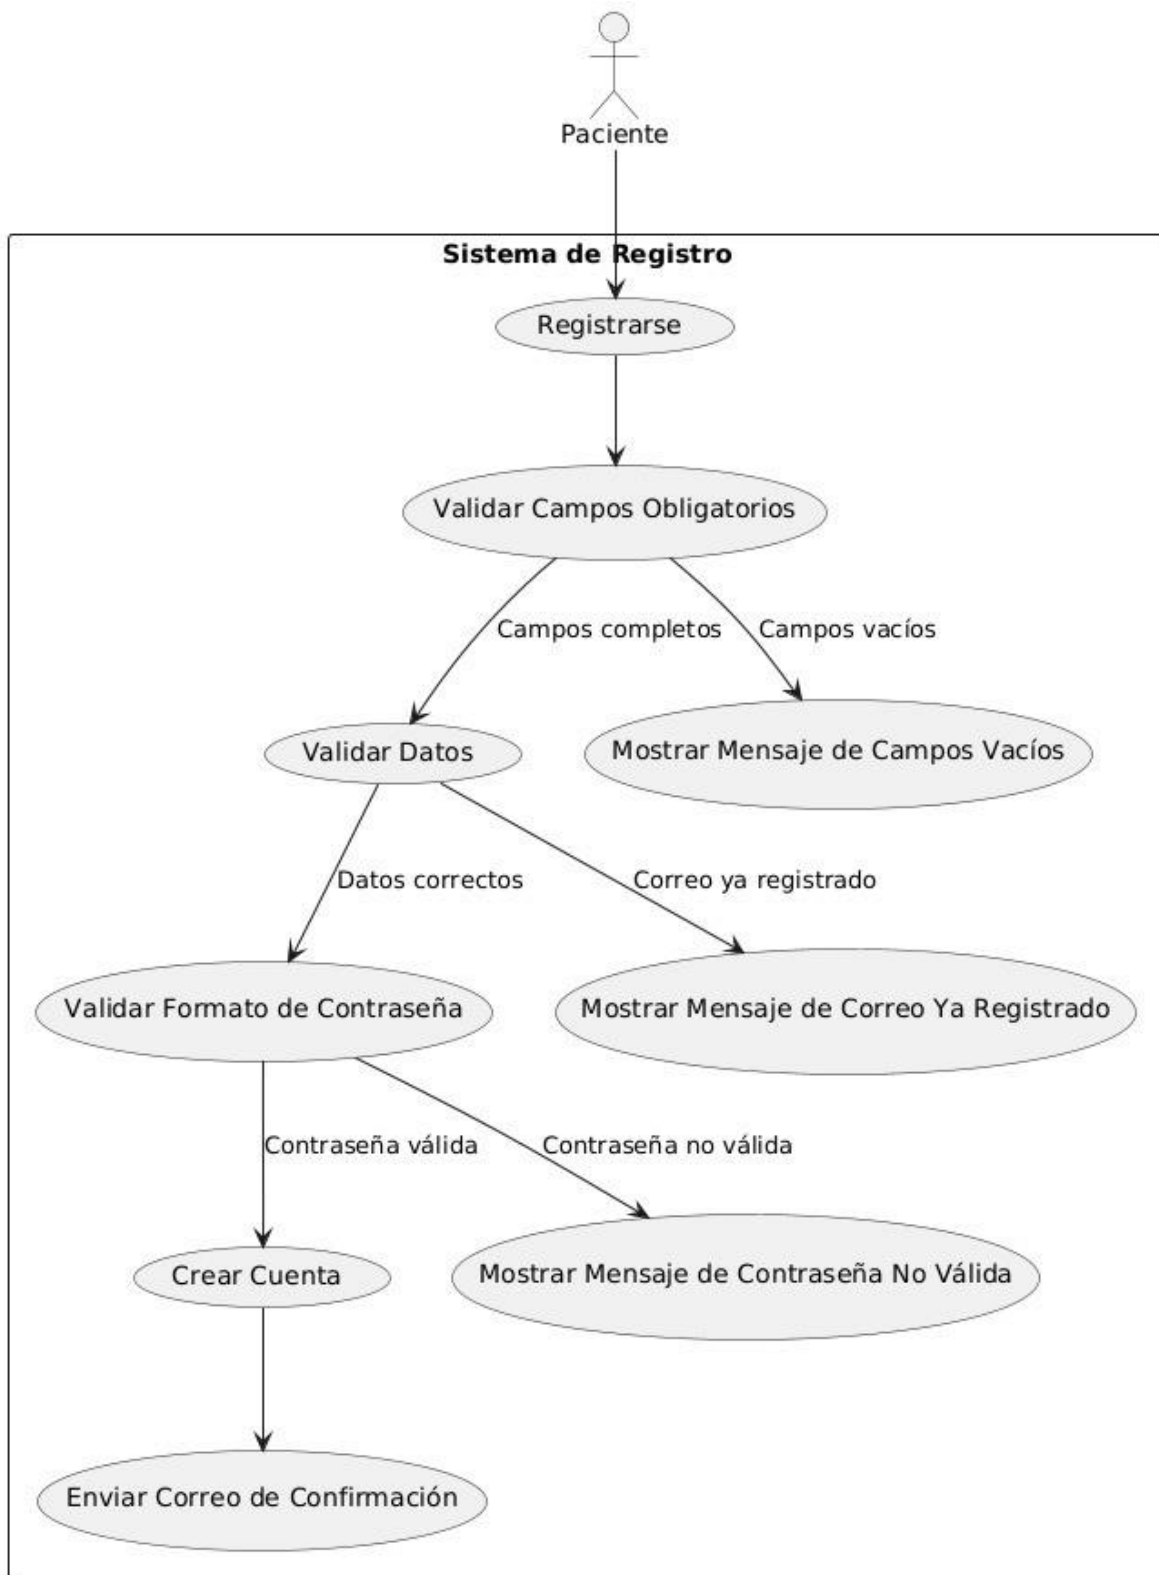 Paciente
Sistema de Registro
Registrarse
Validar Campos Obligatorios
Campos completos
Campos vacíos
Validar Datos
Mostrar Mensaje de Campos Vacíos
Datos correctos
Correo ya registrado
Validar Formato de Contraseña
Mostrar Mensaje de Correo Ya Registrado
Contraseña válida
Contraseña no válida
Crear Cuenta
Mostrar Mensaje de Contraseña No Válida
Enviar Correo de Confirmación